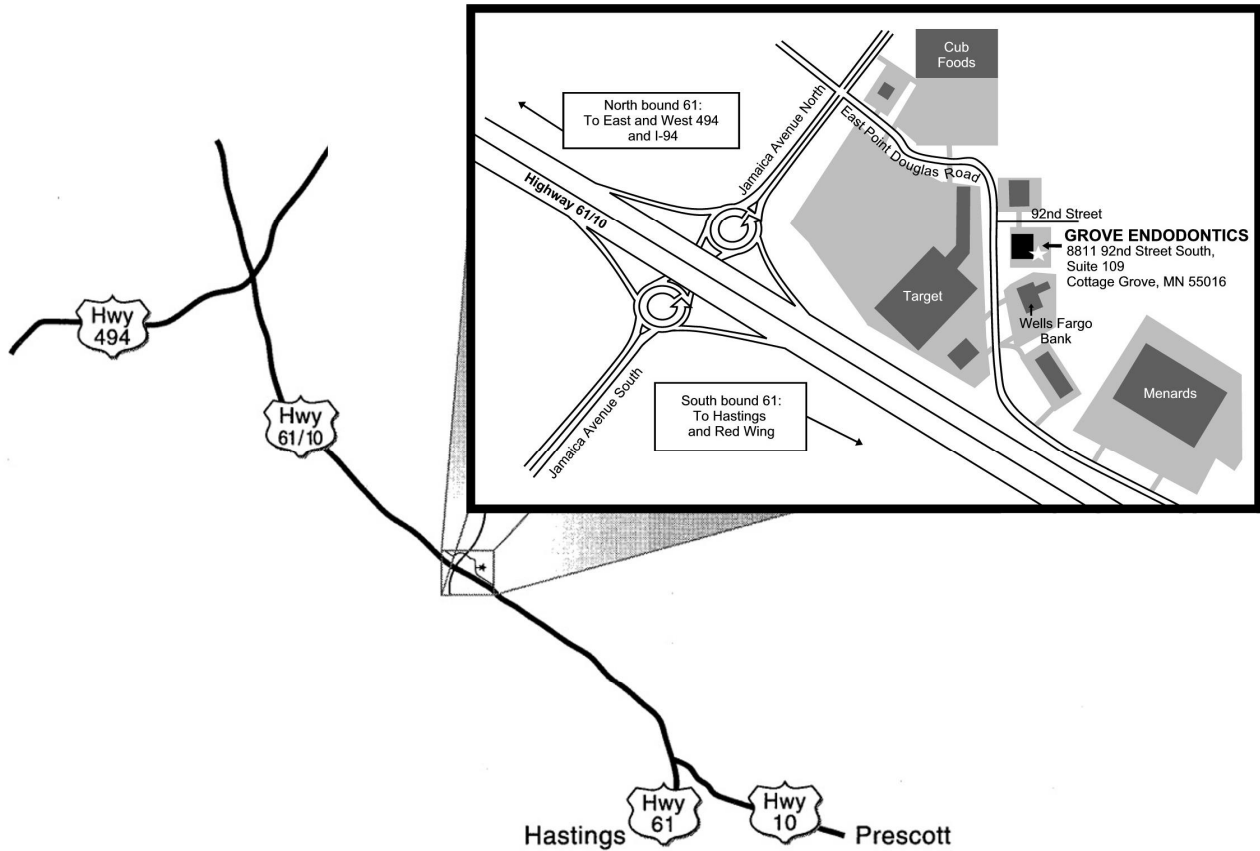 Cub
Foods
North bound 61:
To East and West 494
and I-94
Jamaica Avenue North
East Point Douglas Road
Highway 61/10
92nd Street
GROVE ENDODONTICS
8811 92nd Street South,
Suite 109
Cottage Grove, MN 55016
Target
Wells Fargo
Bank
Menards
South bound 61:
To Hastings
and Red Wing
Jamaica Avenue South
Hwy
494
Hwy
61/10
Hwy
61
Hwy
10
Hastings
Prescott